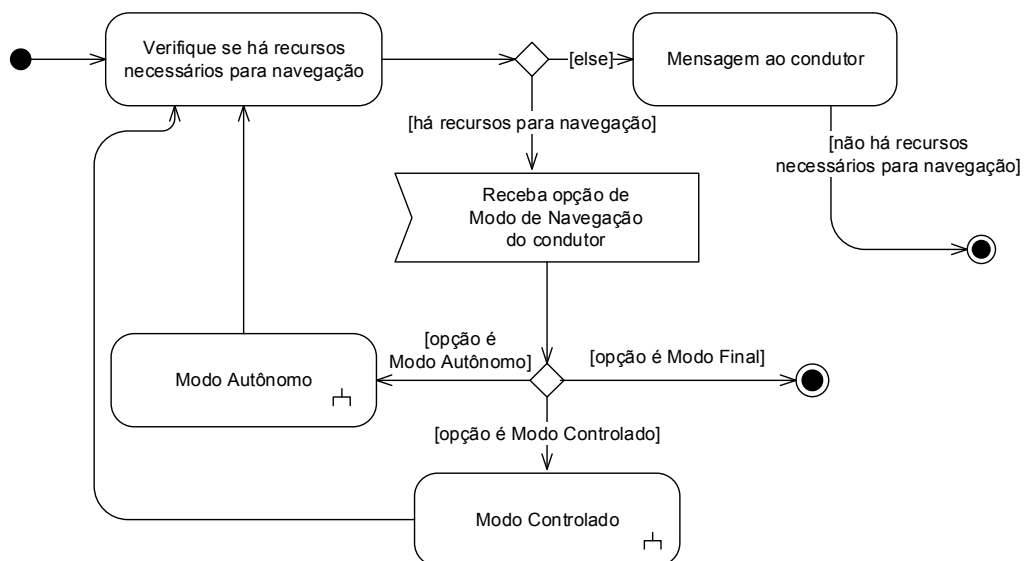 Verifique se há recursos
necessários para navegação
[else]
Mensagem ao condutor
[há recursos para navegação]
[não há recursos
necessários para navegação]
Receba opção de
Modo de Navegação
do condutor
[opção é
Modo Autônomo]
[opção é Modo Final]
Modo Autônomo
[opção é Modo Controlado]
Modo Controlado